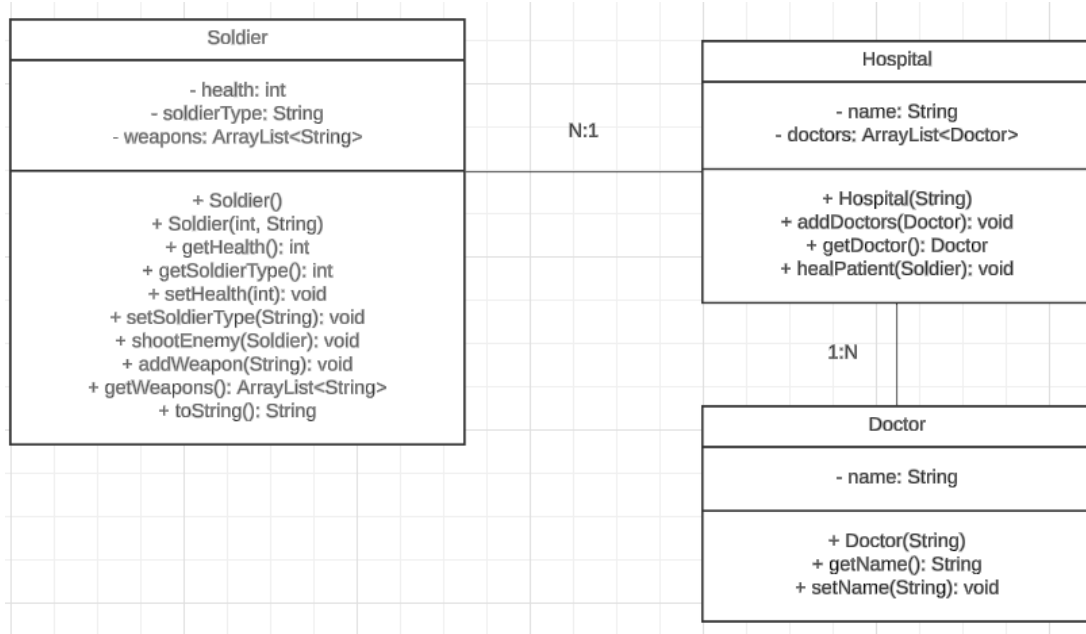 Soldier
- health: int
- soldierType: String
- weapons: ArrayList<String>
+ Soldier()
+ Soldier(int, String)
+ getHealth(): int
+ getSoldierType(): int
+ setHealth(int): void
+ setSoldierType(String): void
+ shootEnemy(Soldier): void
+ addWeapon(String): void
+ getWeapons(): ArrayList<String>
+ toString(): String
N:1
Hospital
- name: String
- doctors: ArrayList<Doctor>
+ Hospital(String)
+ addDoctors(Doctor): void
+ getDoctor(): Doctor
+ healPatient(Soldier): void
1:N
Doctor
- name: String
+ Doctor(String)
+ getName(): String
+ setName(String): void